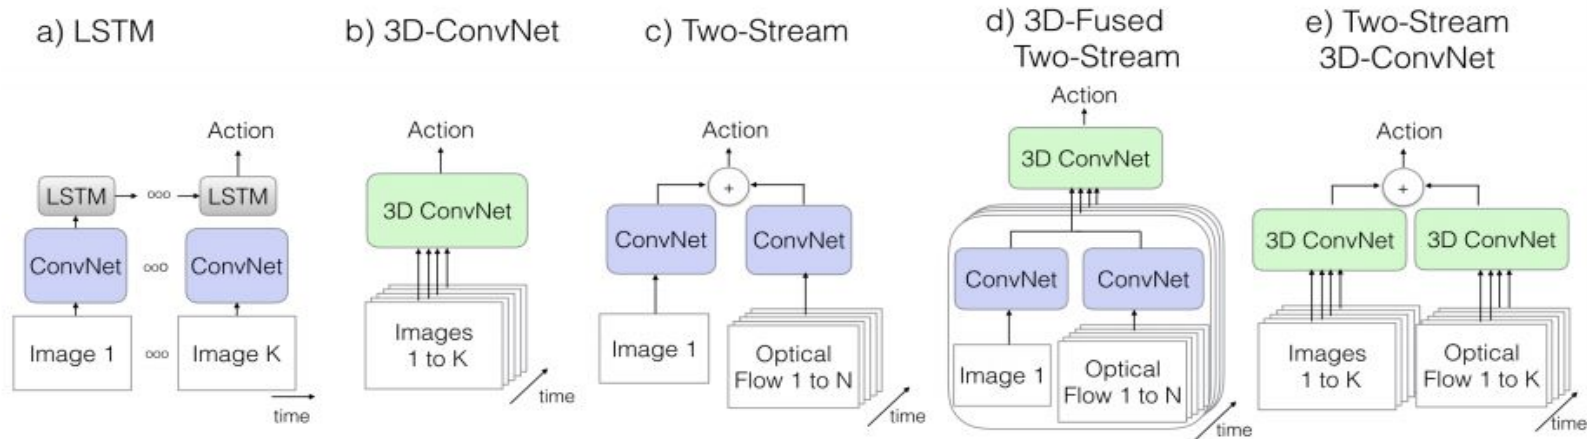 a) LSTM
Action
LSTM
ooo
LSTM
ConvNet
ooo
ConvNet
Image 1
ooo
Image K
time
b) 3D-ConvNet
Action
3D ConvNet
Images
1 to K
time
c) Two-Stream
Action
+
ConvNet
ConvNet
Image 1
Optical
Flow 1 to N
time
d) 3D-Fused
Two-Stream
Action
3D ConvNet
ConvNet
ConvNet
Image 1
Optical
Flow 1 to N
time
e) Two-Stream
3D-ConvNet
Action
+
3D ConvNet
3D ConvNet
Images
1 to K
Optical
Flow 1 to K
time